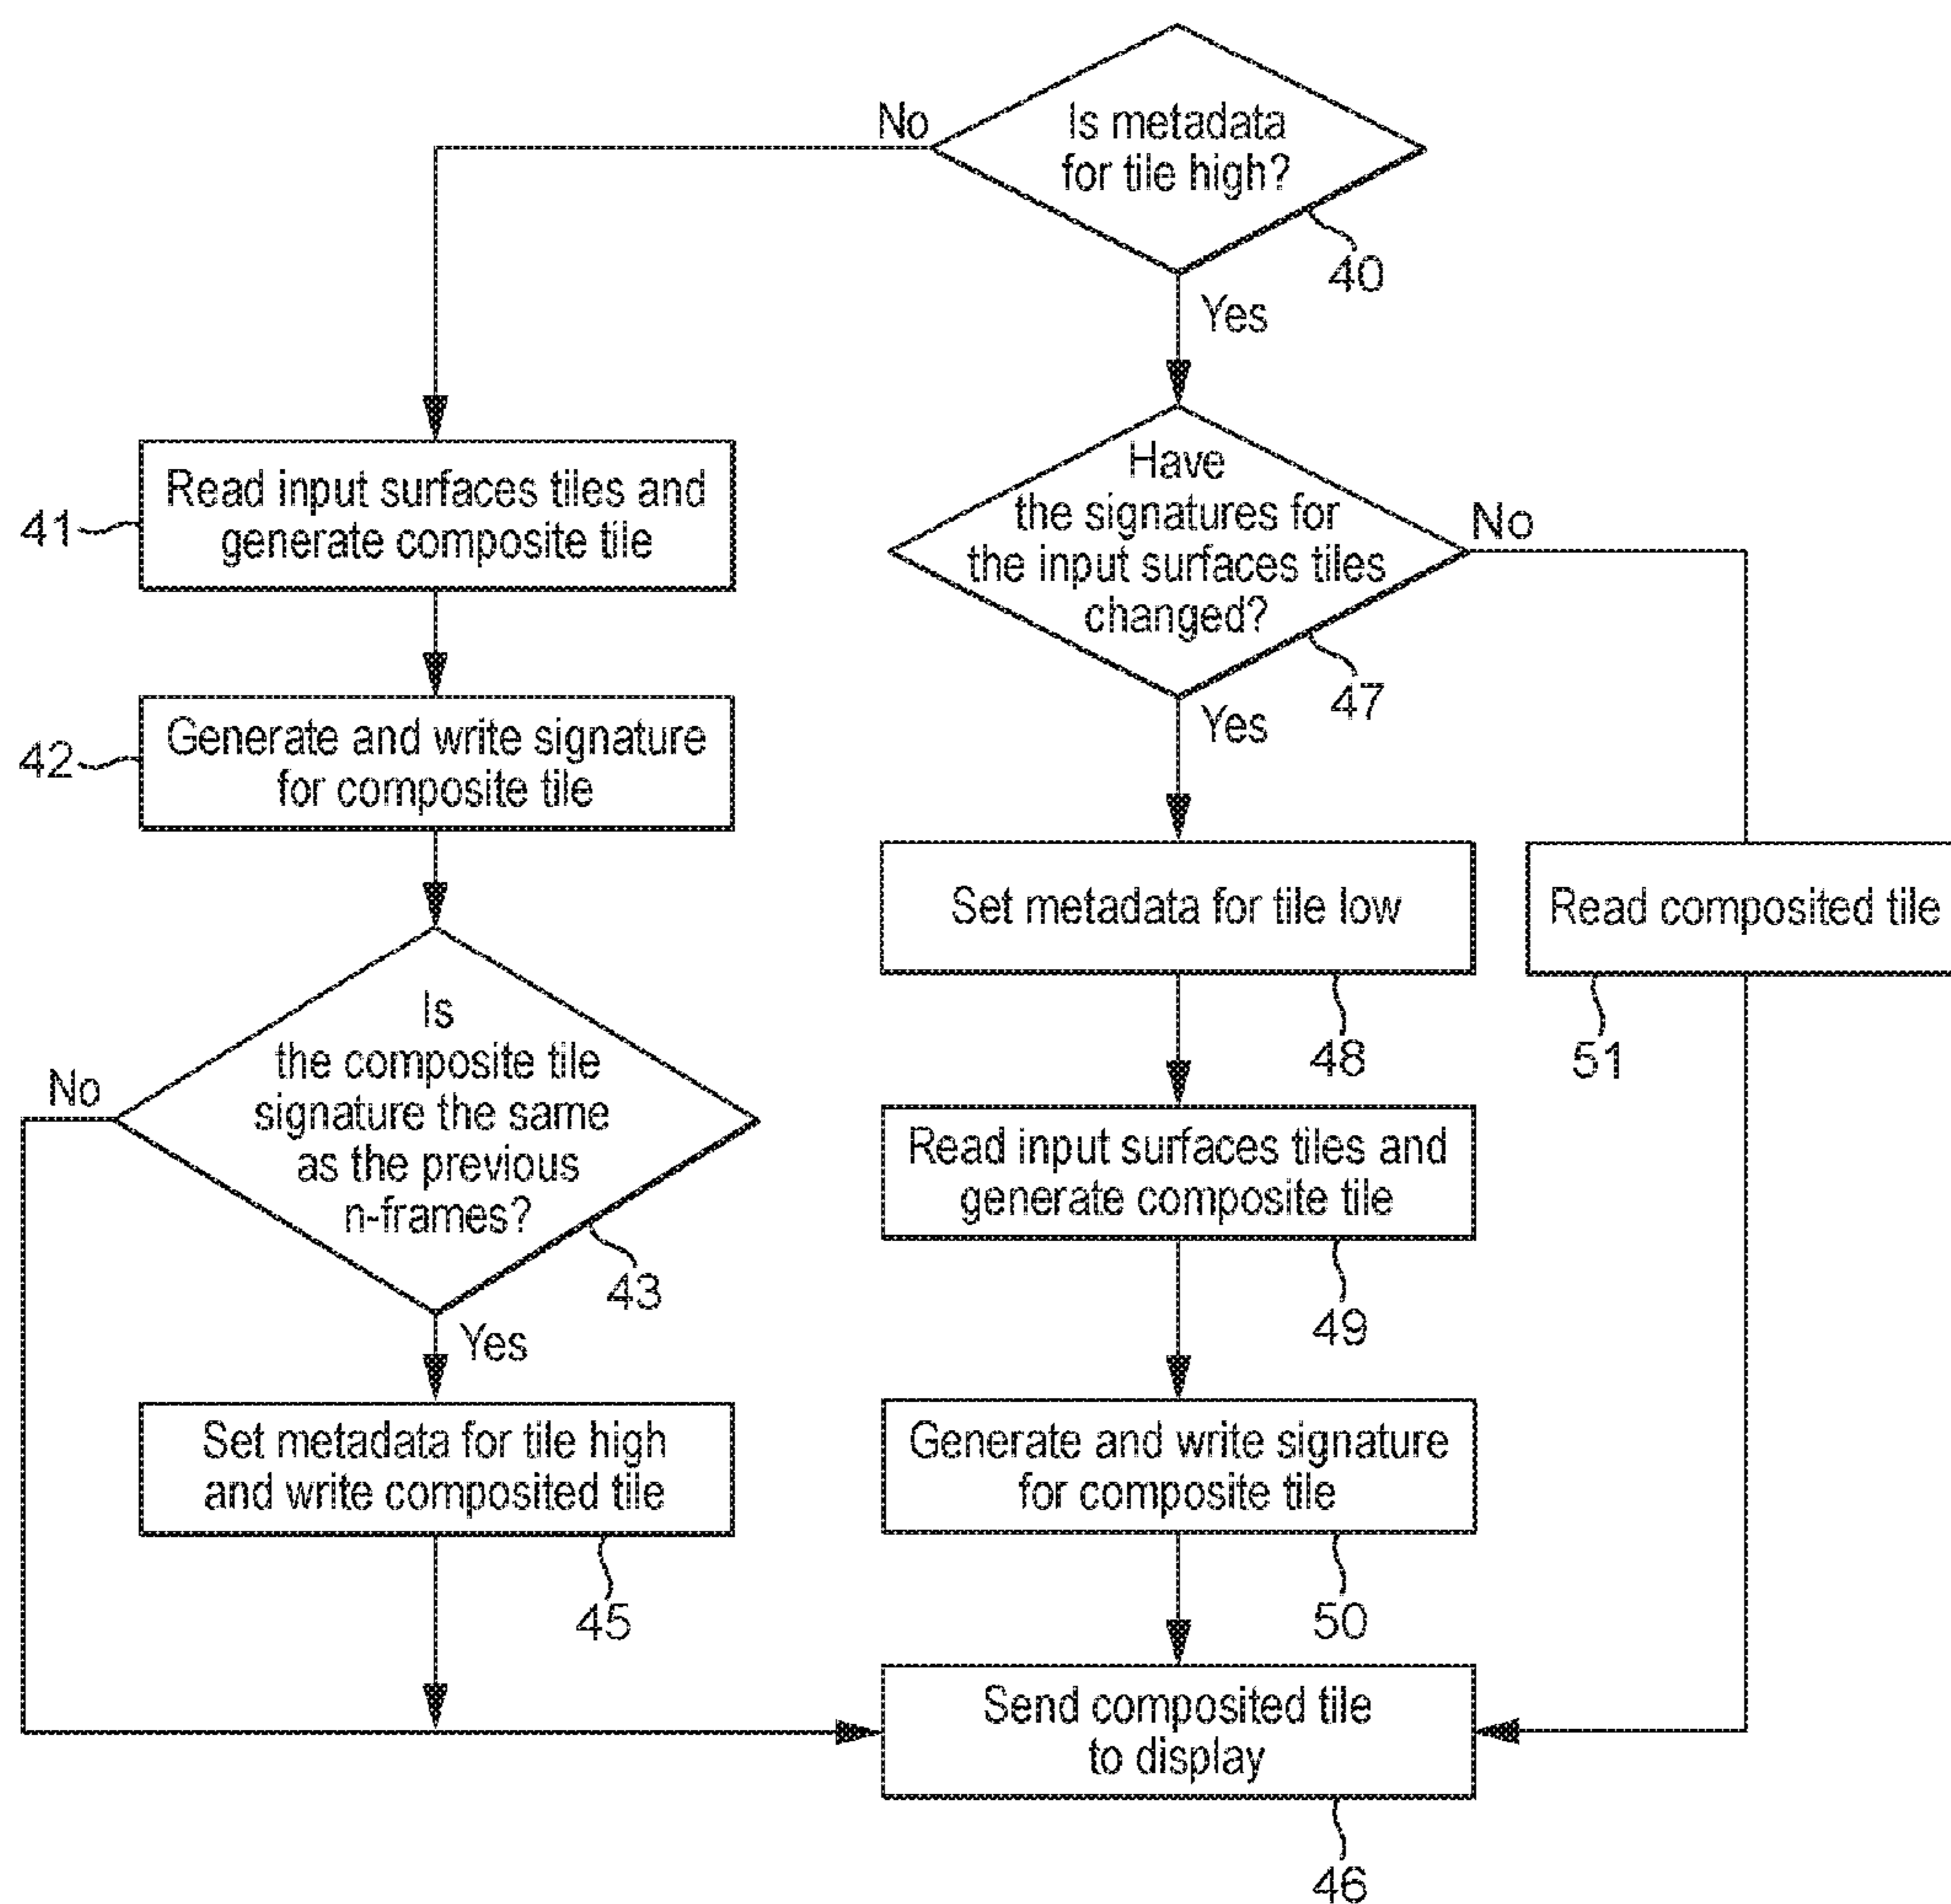 No
Is metadata
for tile high?
40
Yes
41
Read input surfaces tiles and
generate composite tile
Have
the signatures for
the input surfaces tiles
changed?
No
47
Yes
42
Generate and write signature
for composite tile
Set metadata for tile low
48
Read composited tile
51
No
Is
the composite tile
signature the same
as the previous
n-frames?
43
Yes
Read input surfaces tiles and
generate composite tile
49
Set metadata for tile high
and write composited tile
45
Generate and write signature
for composite tile
50
Send composited tile
to display
46